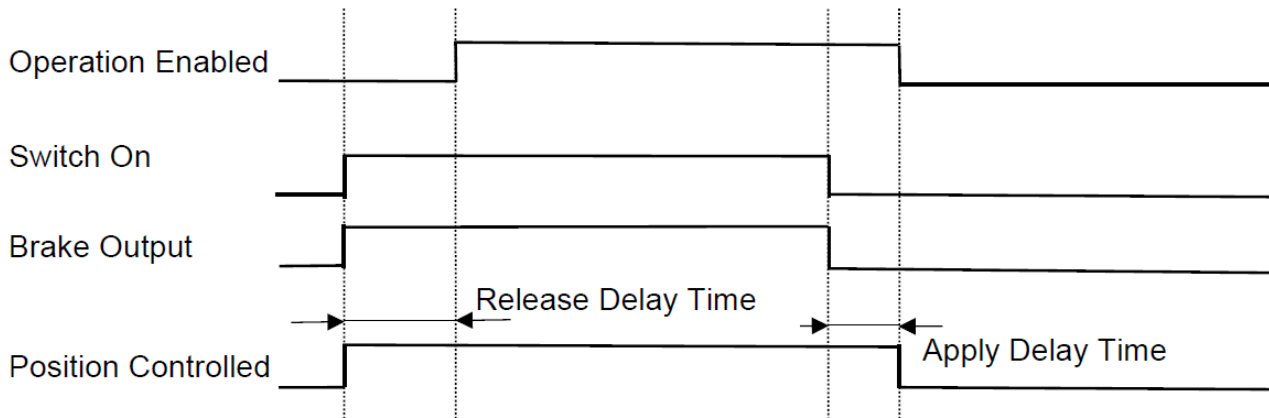 Operation Enabled
Switch On
Brake Output
Release Delay Time
Apply Delay Time
Position Controlled